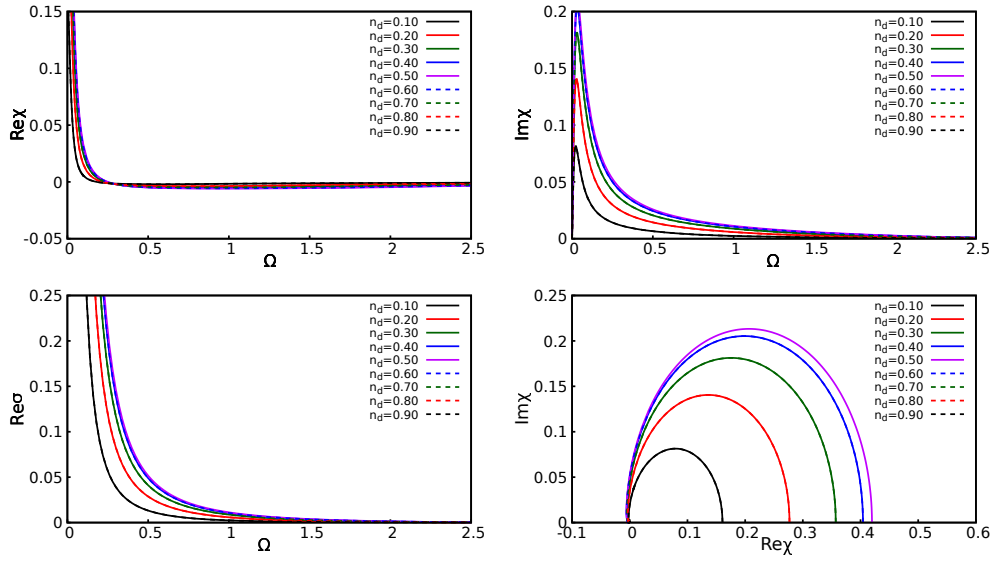 0.15
0.1
0.05
0
-0.05
Reχ
0
0.5
1
1.5
2
2.5
Ω
n_d=0.10
n_d=0.20
n_d=0.30
n_d=0.40
n_d=0.50
n_d=0.60
n_d=0.70
n_d=0.80
n_d=0.90
0.2
0.15
0.1
0.05
0
Imχ
0
0.5
1
1.5
2
2.5
Ω
n_d=0.10
n_d=0.20
n_d=0.30
n_d=0.40
n_d=0.50
n_d=0.60
n_d=0.70
n_d=0.80
n_d=0.90
0.25
0.2
0.15
0.1
0.05
0
Reσ
0
0.5
1
1.5
2
2.5
Ω
n_d=0.10
n_d=0.20
n_d=0.30
n_d=0.40
n_d=0.50
n_d=0.60
n_d=0.70
n_d=0.80
n_d=0.90
0.25
0.2
0.15
0.1
0.05
0
Imχ
-0.1
0
0.1
0.2
0.3
0.4
0.5
0.6
Reχ
n_d=0.10
n_d=0.20
n_d=0.30
n_d=0.40
n_d=0.50
n_d=0.60
n_d=0.70
n_d=0.80
n_d=0.90